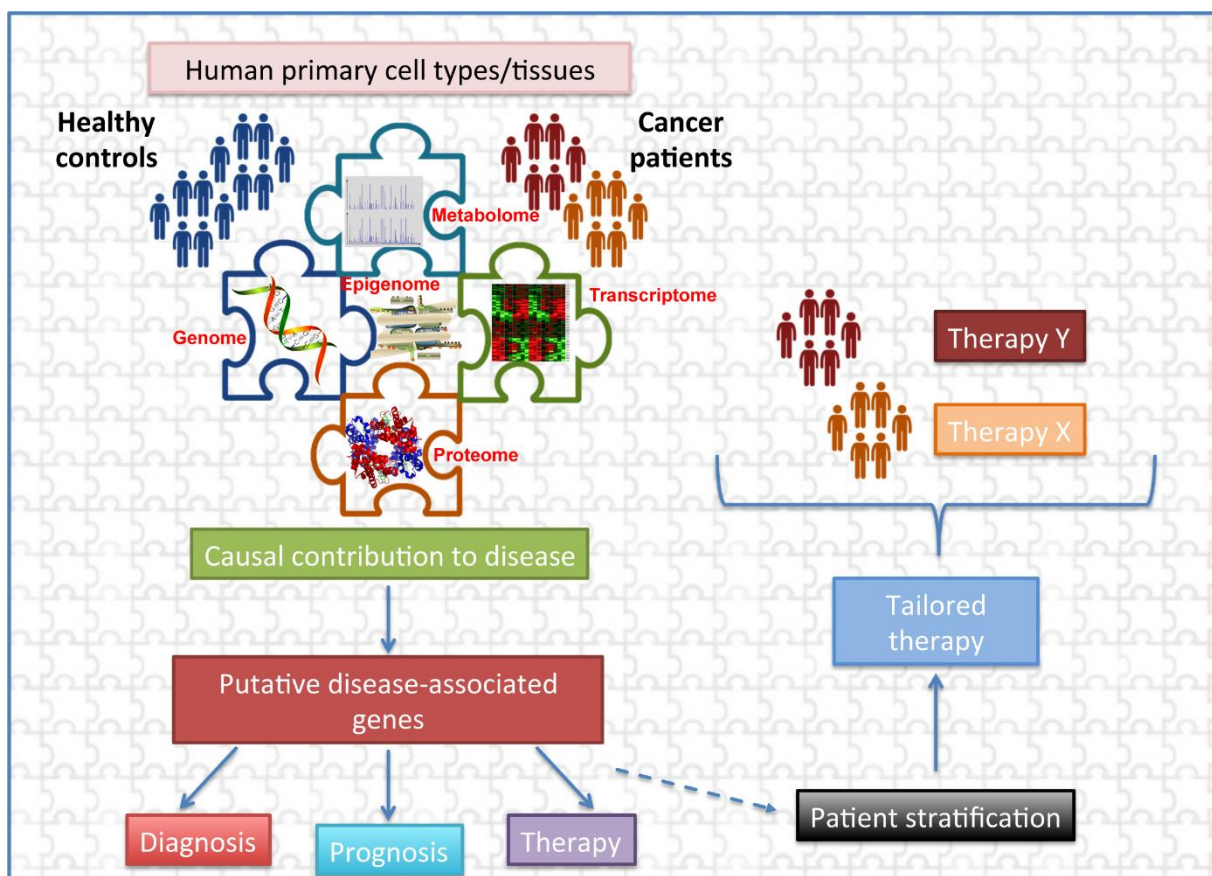 Human primary cell types/tissues
Healthy
controls
Cancer
patients
Metabolome
Epigenome
Transcriptome
Genome
Proteome
Therapy Y
Therapy X
Causal contribution to disease
Tailored
therapy
Putative disease-associated
genes
Patient stratification
Diagnosis
Prognosis
Therapy